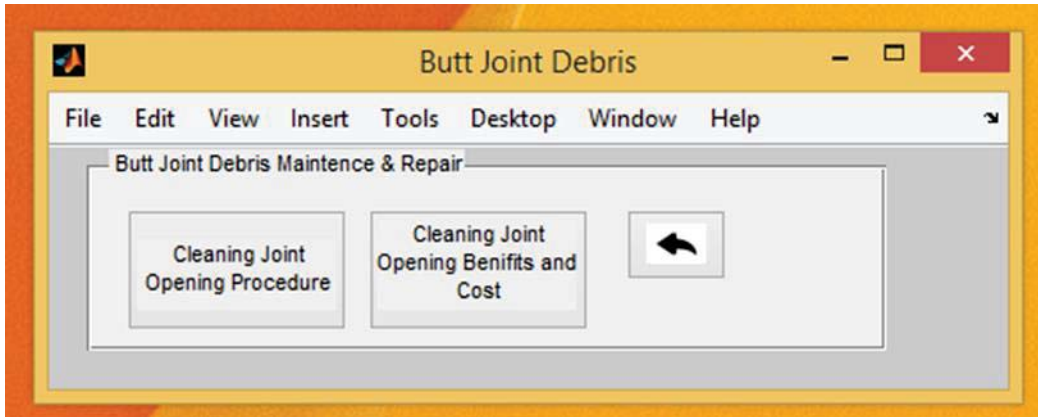 Butt Joint Debris
File Edit View Insert Tools Desktop Window Help
Butt Joint Debris Maintence & Repair
Cleaning Joint
Opening Procedure
Cleaning Joint
Opening Benifits and
Cost